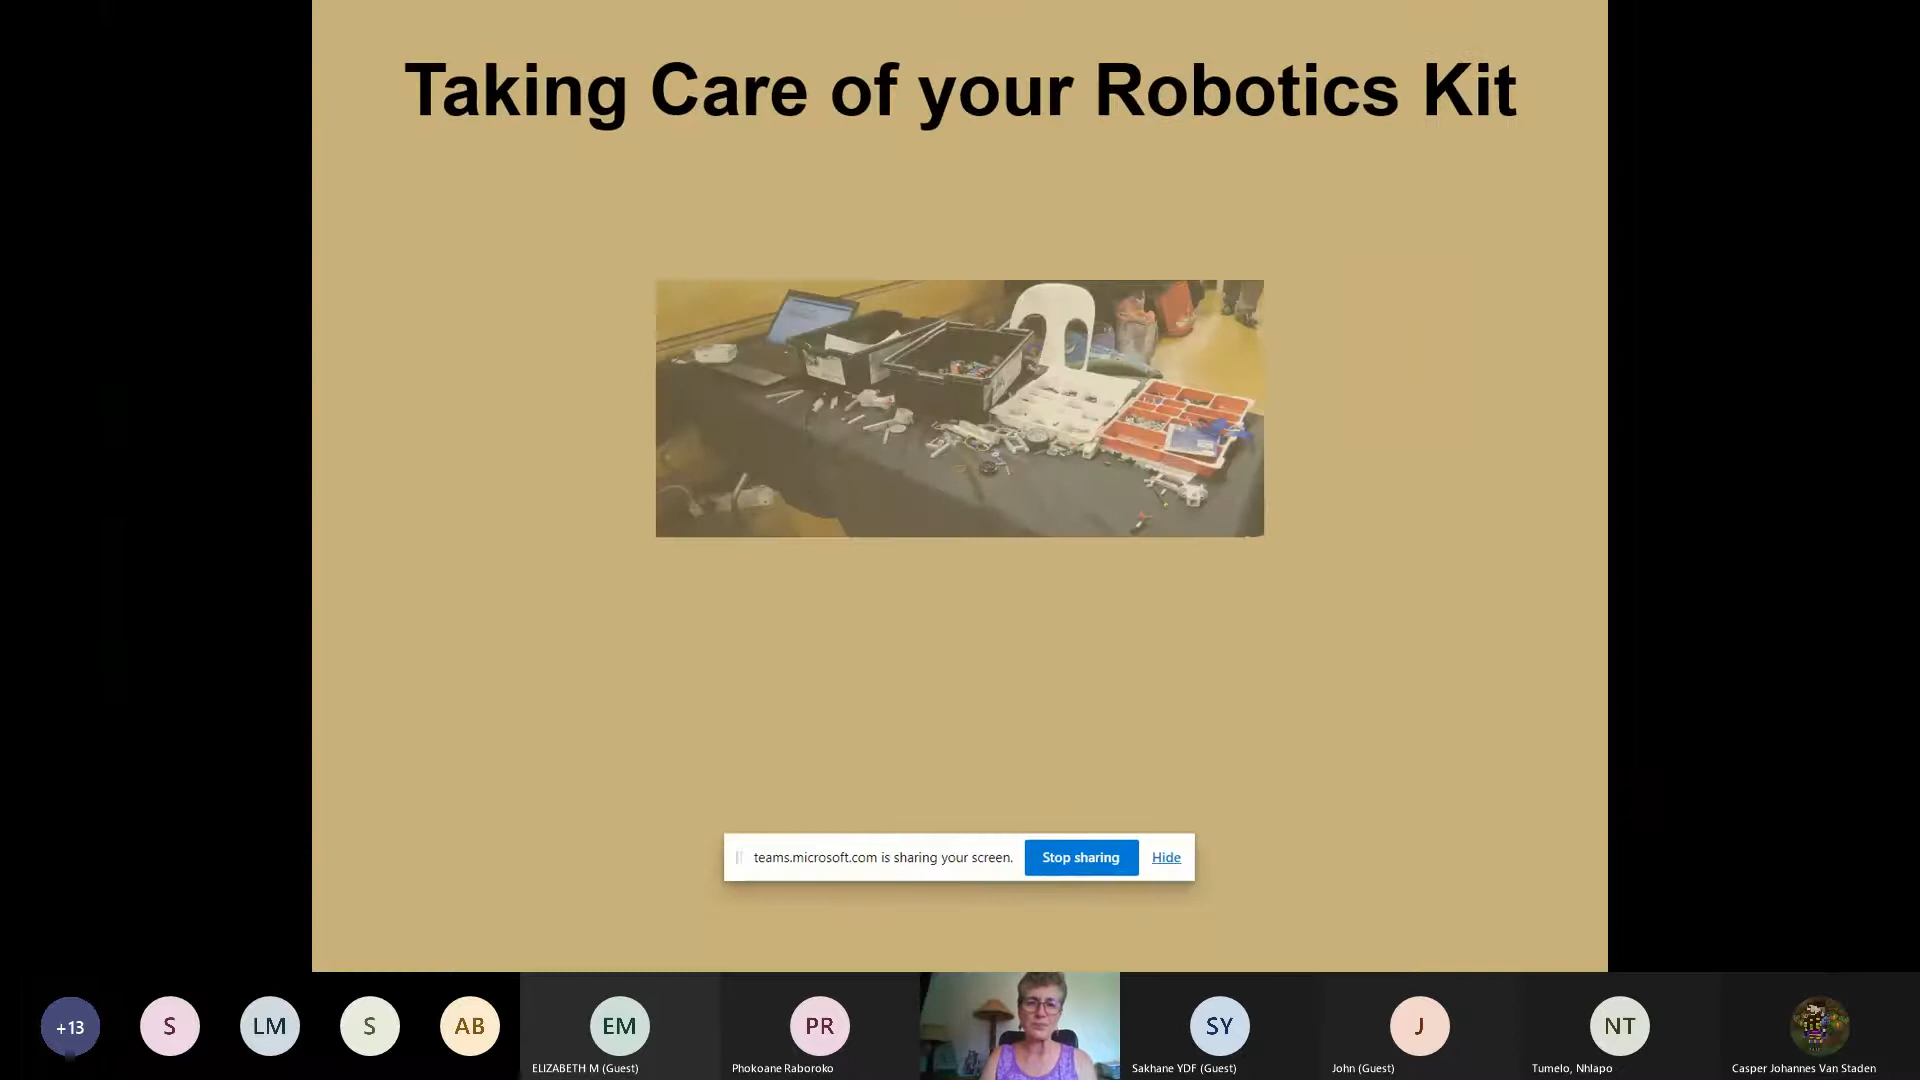 Taking Care of your Robotics Kit
teams.microsoft.com is sharing your screen.
Stop sharing
Hide
+13
S
LM
S
AB
EM
PR
SY
J
NT
ELIZABETH M (Guest)
Phokoane Raboroko
Sakhane YDF (Guest)
John (Guest)
Tumelo, Nhlapo
Casper Johannes Van Staden